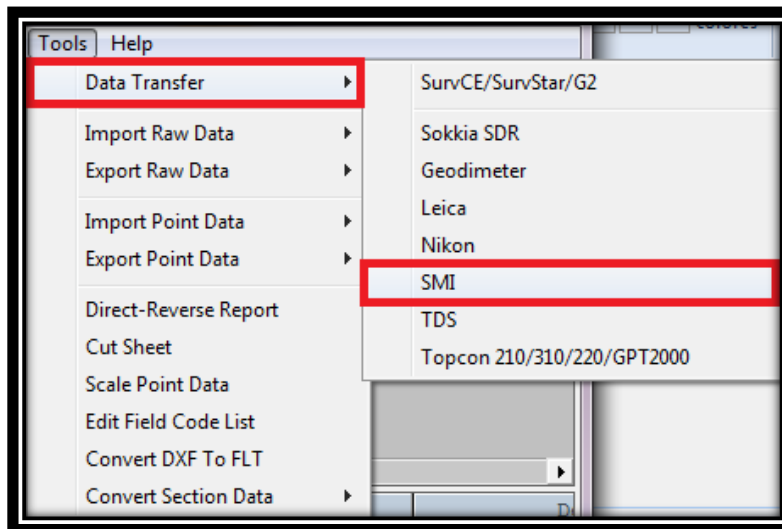 Tools Help
Data Transfer
Import Raw Data
Export Raw Data
Import Point Data
Export Point Data
Direct-Reverse Report
Cut Sheet
Scale Point Data
Edit Field Code List
Convert DXF To FLT
Convert Section Data
SurvCE/SurvStar/G2
Sokkia SDR
Geodimeter
Leica
Nikon
SMI
TDS
Topcon 210/310/220/GPT2000